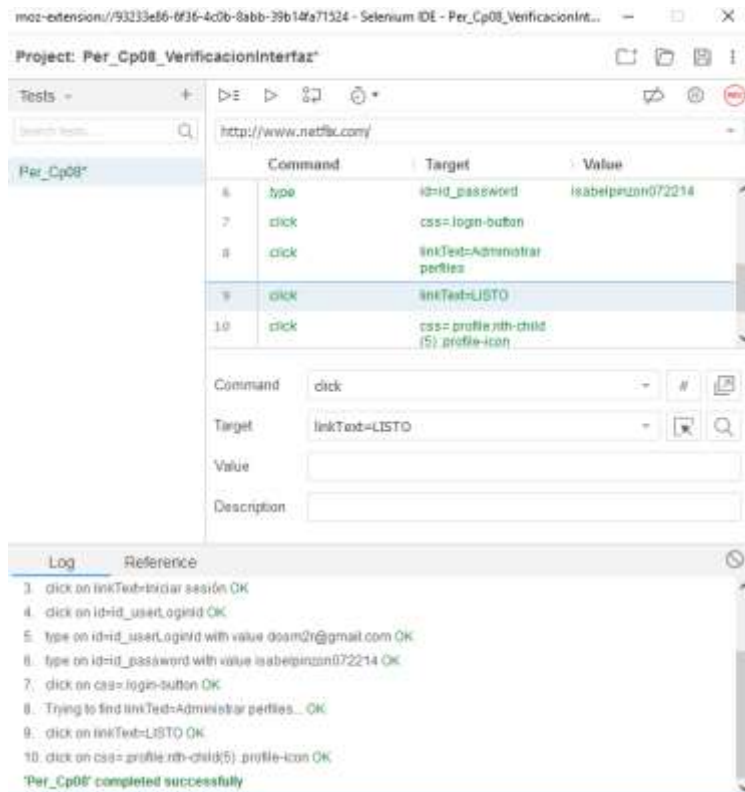 moz-extension://93233e86-6f36-4c0b-8abb-39b14fa71524 - Selenium IDE - Per_Cp08_VerificacionInt...
Project: Per_Cp08_VerificacionInterfaz*
Tests
Search tests...
REC
http://www.netflix.com/
Command Target Value
Per_Cp08*
6 type id=id_password isabelpinzon072214
7 click css=.login-button
8 click linkText=Administrar
perfiles
9 click linkText=LISTO
10 click css=.profile:nth-child
(5) .profile-icon
Command click //
Target linkText=LISTO
Value
Description
Log Reference
3. click on linkText=Iniciar sesión OK
4. click on id=id_userLoginId OK
5. type on id=id_userLoginId with value dosm2r@gmail.com OK
6. type on id=id_password with value isabelpinzon072214 OK
7. click on css=.login-button OK
8. Trying to find linkText=Administrar perfiles... OK
9. click on linkText=LISTO OK
10. click on css=.profile:nth-child(5) .profile-icon OK
'Per_Cp08' completed successfully